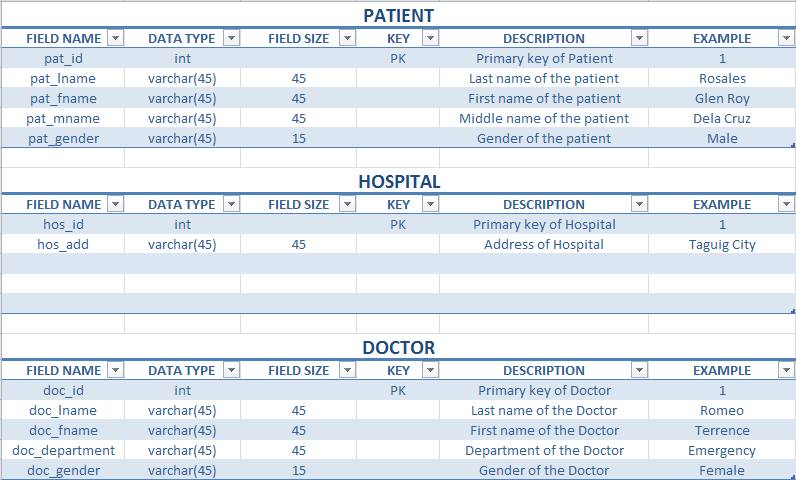 PATIENT
FIELD NAME DATA TYPE FIELD SIZE KEY DESCRIPTION EXAMPLE
pat_id int PK Primary key of Patient 1
pat_lname varchar(45) 45 Last name of the patient Rosales
pat_fname varchar(45) 45 First name of the patient Glen Roy
pat_mname varchar(45) 45 Middle name of the patient Dela Cruz
pat_gender varchar(45) 15 Gender of the patient Male
HOSPITAL
FIELD NAME DATA TYPE FIELD SIZE KEY DESCRIPTION EXAMPLE
hos_id int PK Primary key of Hospital 1
hos_add varchar(45) 45 Address of Hospital Taguig City
DOCTOR
FIELD NAME DATA TYPE FIELD SIZE KEY DESCRIPTION EXAMPLE
doc_id int PK Primary key of Doctor 1
doc_lname varchar(45) 45 Last name of the Doctor Romeo
doc_fname varchar(45) 45 First name of the Doctor Terrence
doc_department varchar(45) 45 Department of the Doctor Emergency
doc_gender varchar(45) 15 Gender of the Doctor Female